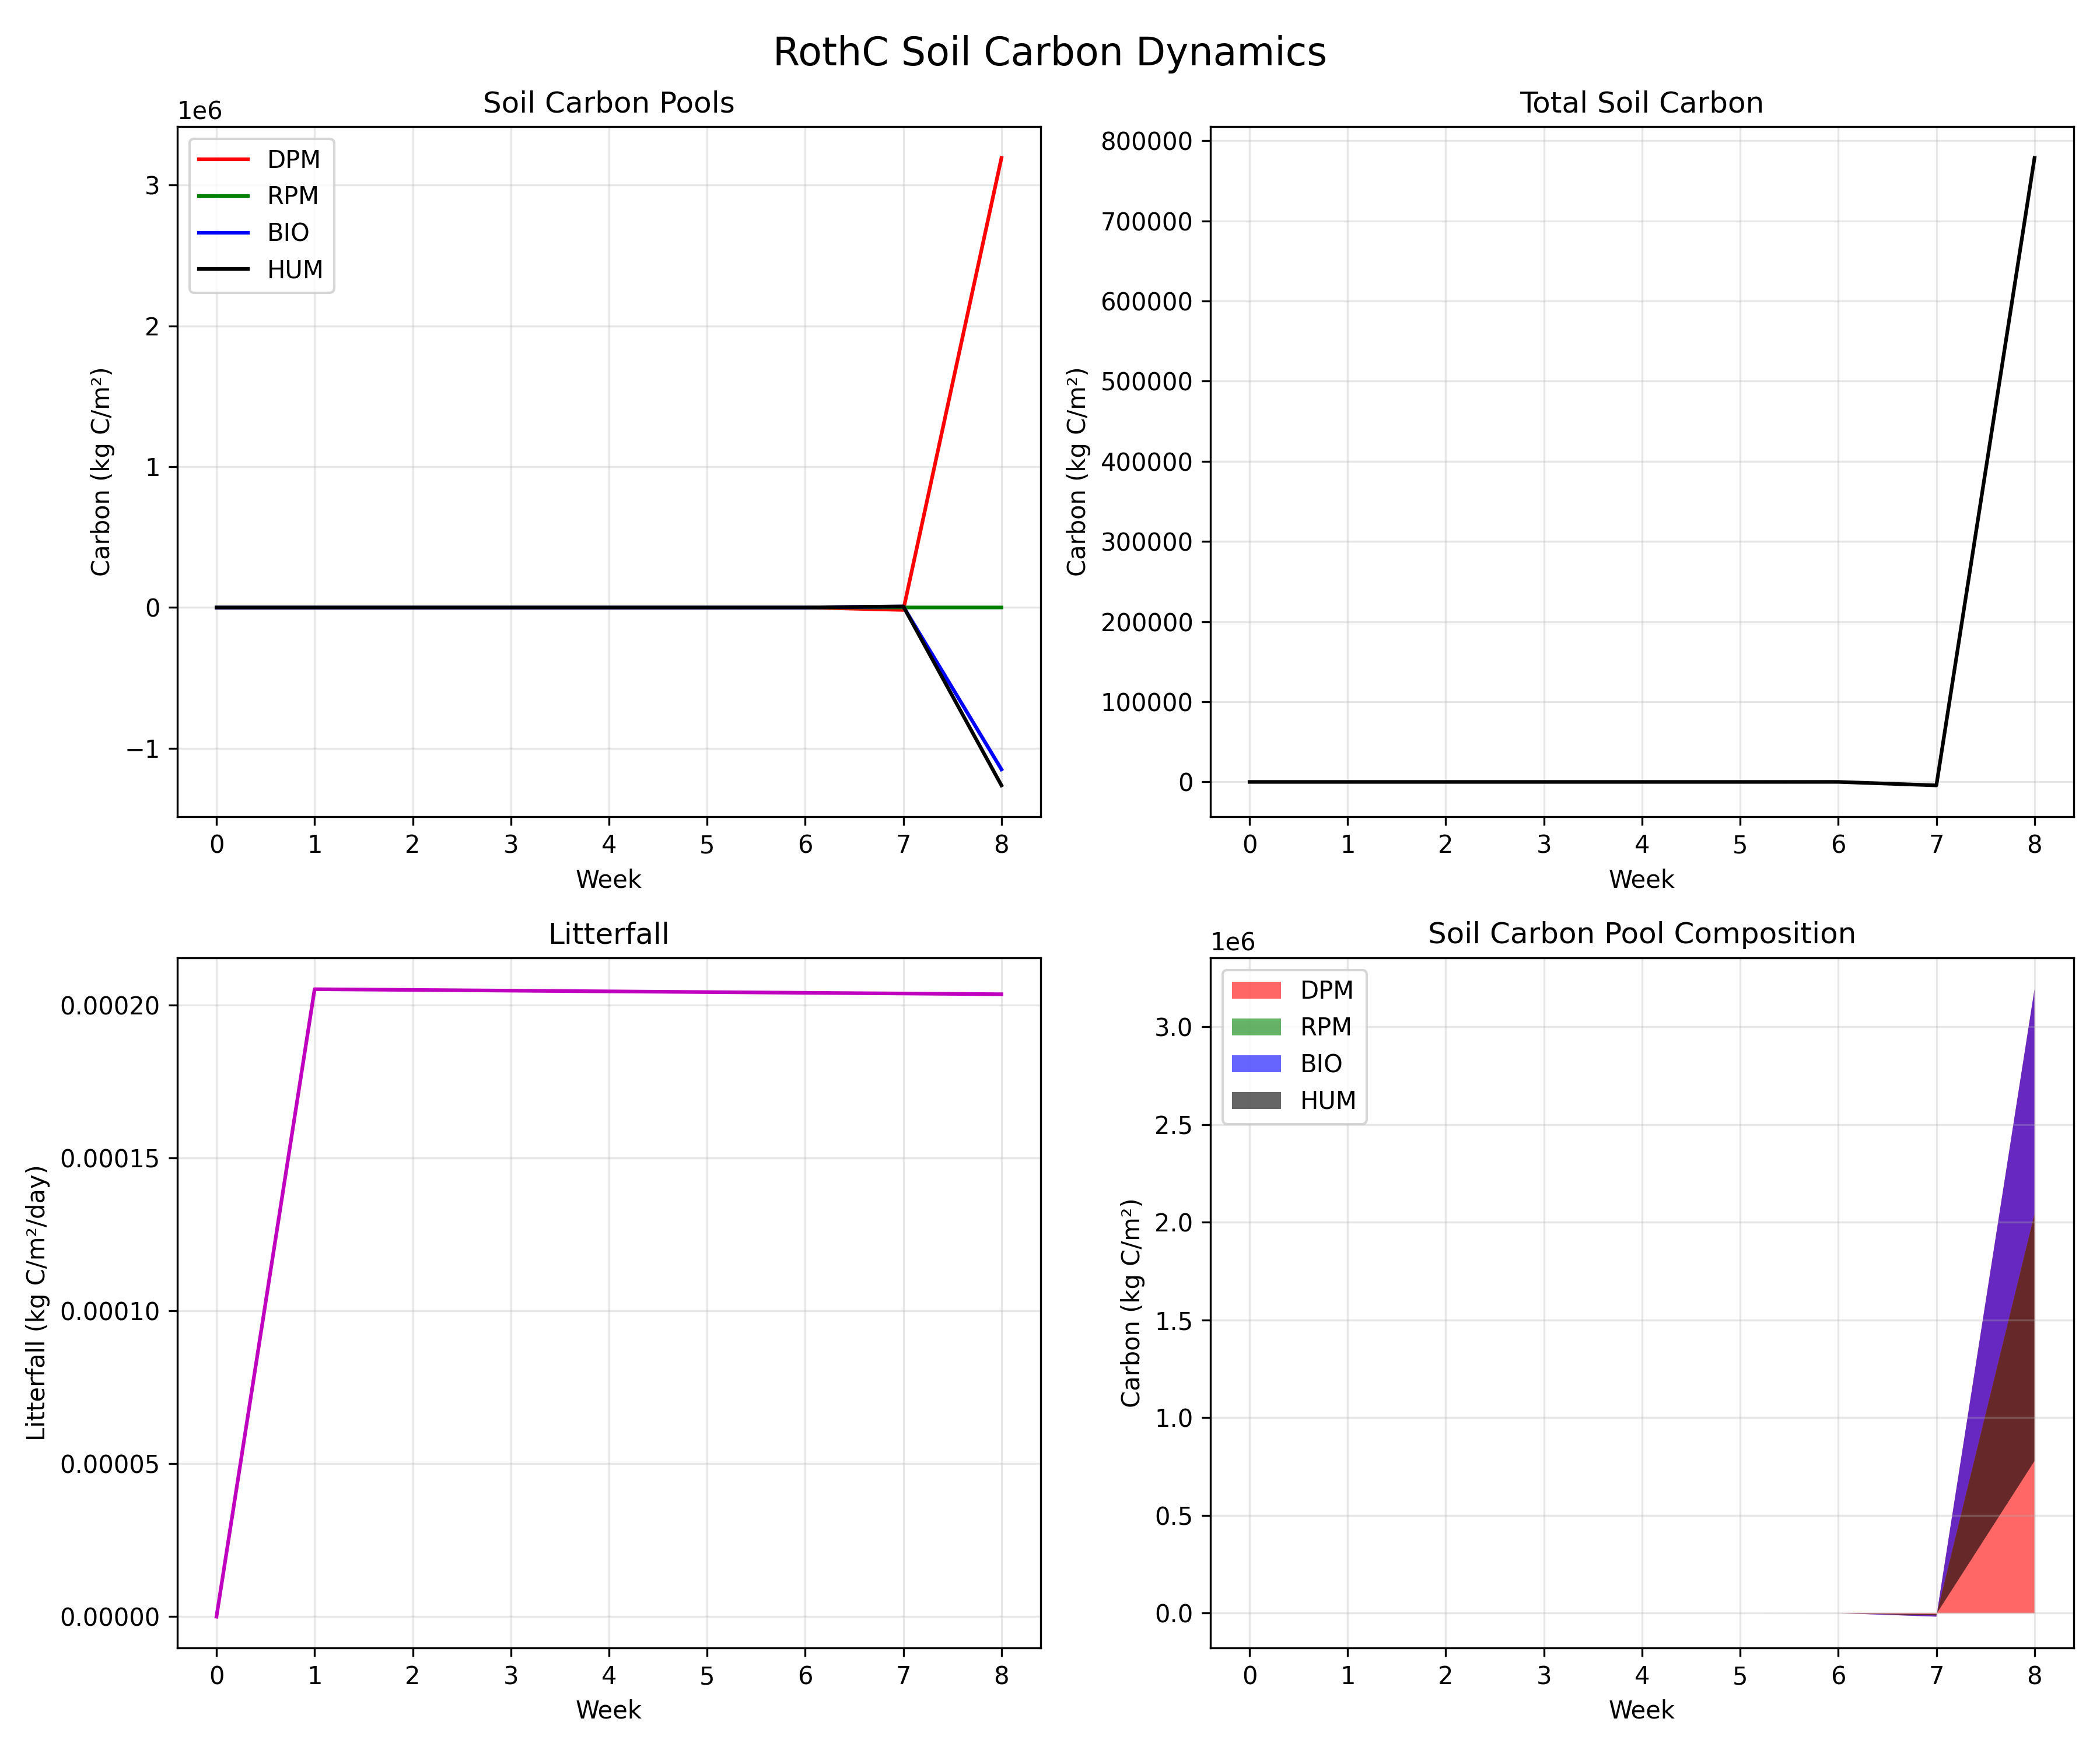 RothC Soil Carbon Dynamics
Soil Carbon Pools
1e6
DPM
RPM
BIO
HUM
3
2
1
0
−1
Carbon (kg C/m²)
0 1 2 3 4 5 6 7 8
Week
Total Soil Carbon
800000
700000
600000
500000
400000
300000
200000
100000
0
Carbon (kg C/m²)
0 1 2 3 4 5 6 7 8
Week
Litterfall
0.00020
0.00015
0.00010
0.00005
0.00000
Litterfall (kg C/m²/day)
0 1 2 3 4 5 6 7 8
Week
Soil Carbon Pool Composition
1e6
DPM
RPM
BIO
HUM
3.0
2.5
2.0
1.5
1.0
0.5
0.0
Carbon (kg C/m²)
0 1 2 3 4 5 6 7 8
Week